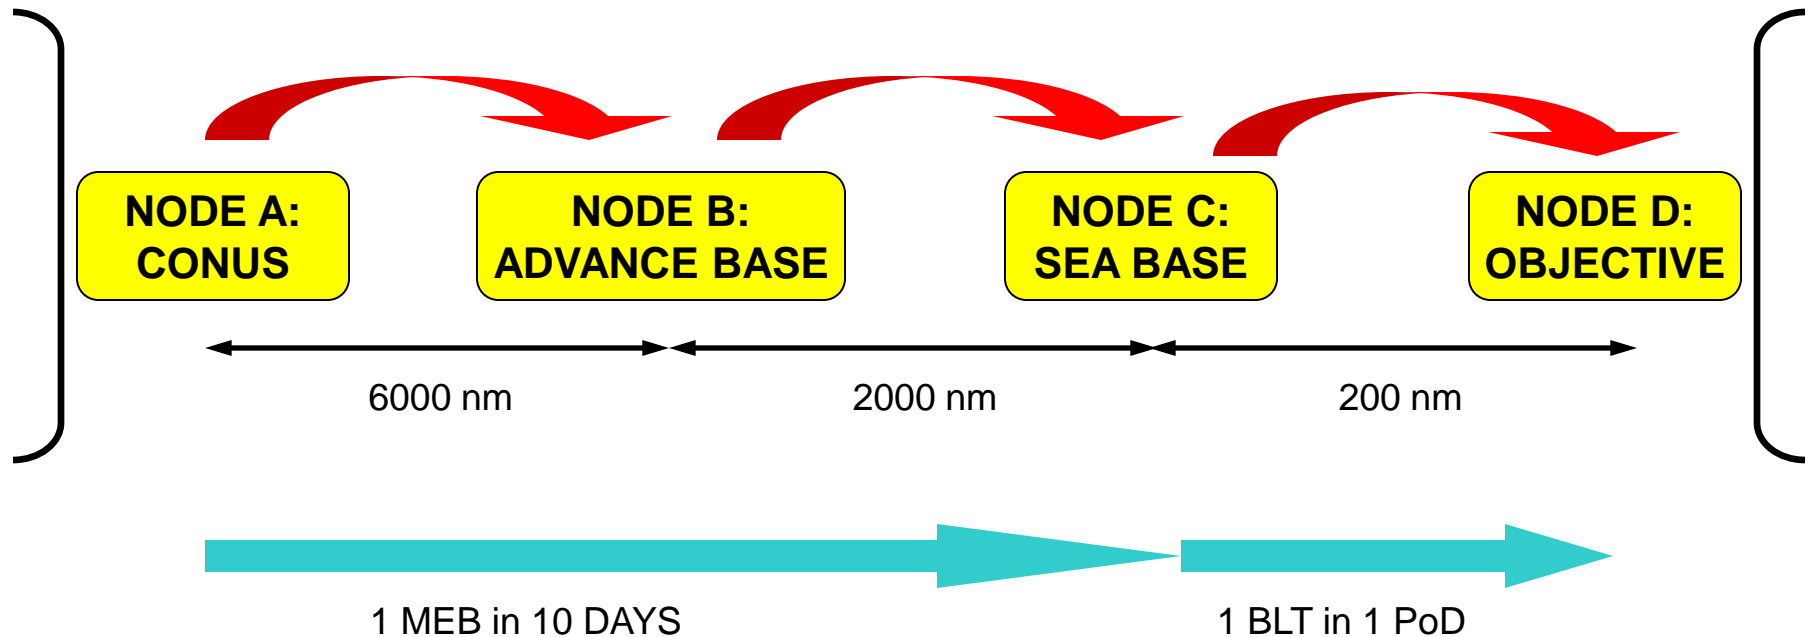 NODE A:
CONUS
NODE B:
ADVANCE BASE
NODE C:
SEA BASE
NODE D:
OBJECTIVE
6000 nm
2000 nm
200 nm
1 MEB in 10 DAYS
1 BLT in 1 PoD